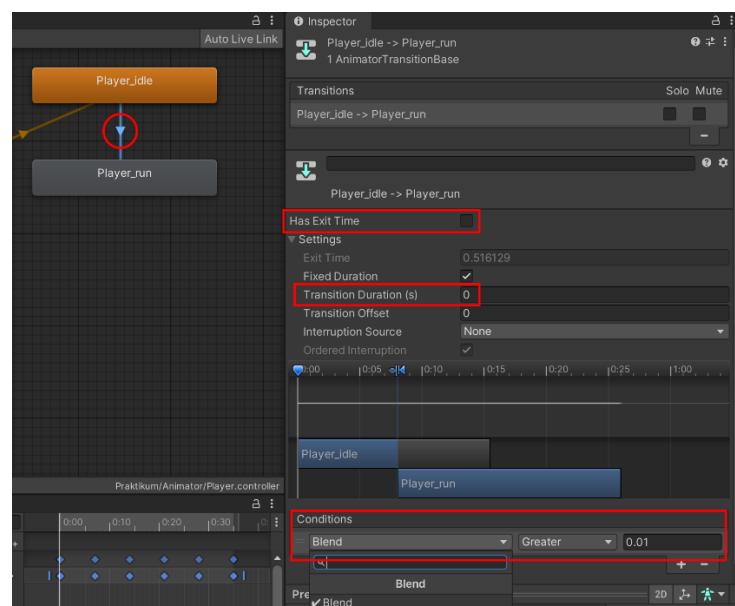 Auto Live Link
Player_idle
Player_run
Praktikum/Animator/Player.controller
0:00 0:10 0:20 0:30
Inspector
Player_idle -> Player_run
1 AnimatorTransitionBase
Transitions Solo Mute
Player_idle -> Player_run
Player_idle -> Player_run
Has Exit Time
Settings
Exit Time 0.516129
Fixed Duration
Transition Duration (s) 0
Transition Offset 0
Interruption Source None
Ordered Interruption
0:00 0:05 0:10 0:15 0:20 0:25 1:00
Player_idle
Player_run
Conditions
Blend Greater 0.01
Blend
Blend
Pre 2D